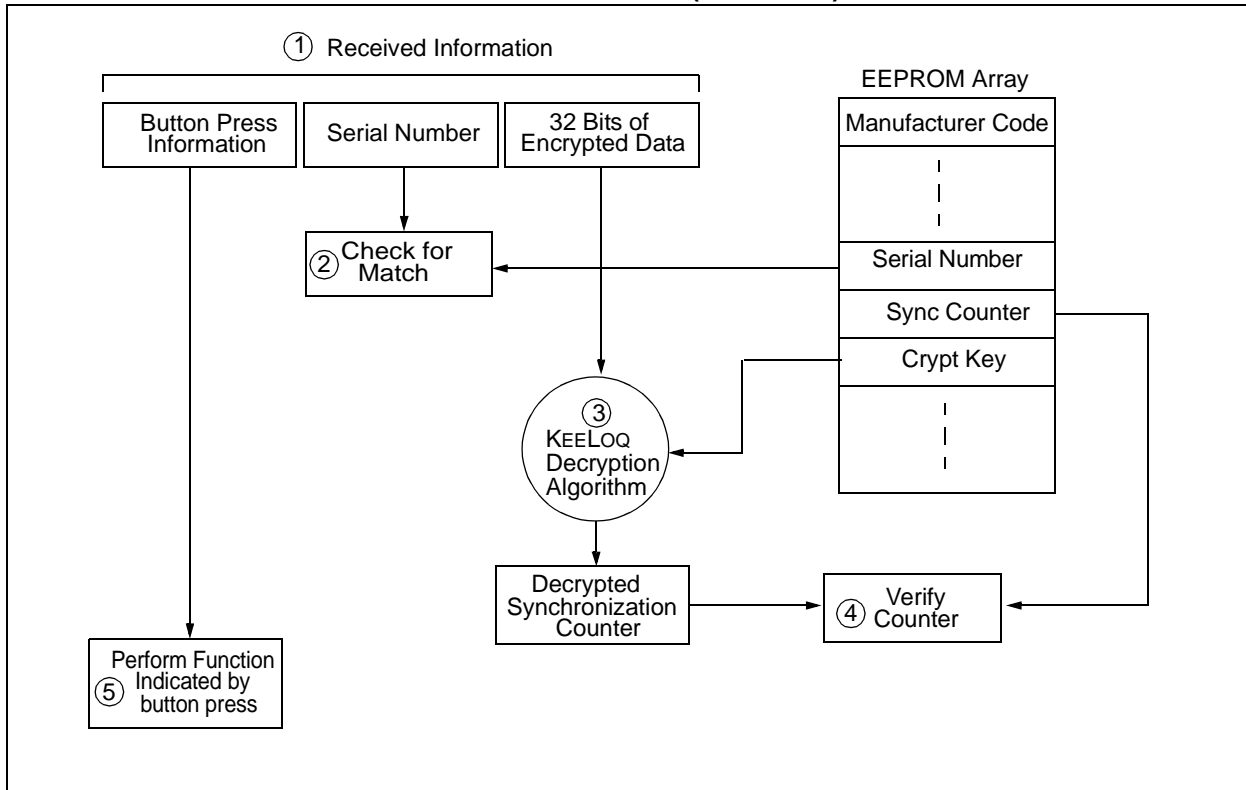 1 Received Information
EEPROM Array
Button Press
Information
Serial Number
32 Bits of
Encrypted Data
Manufacturer Code
2 Check for
Match
Serial Number
Sync Counter
Crypt Key
3
KEELOQ
Decryption
Algorithm
Decrypted
Synchronization
Counter
4 Verify
Counter
Perform Function
5 Indicated by
button press